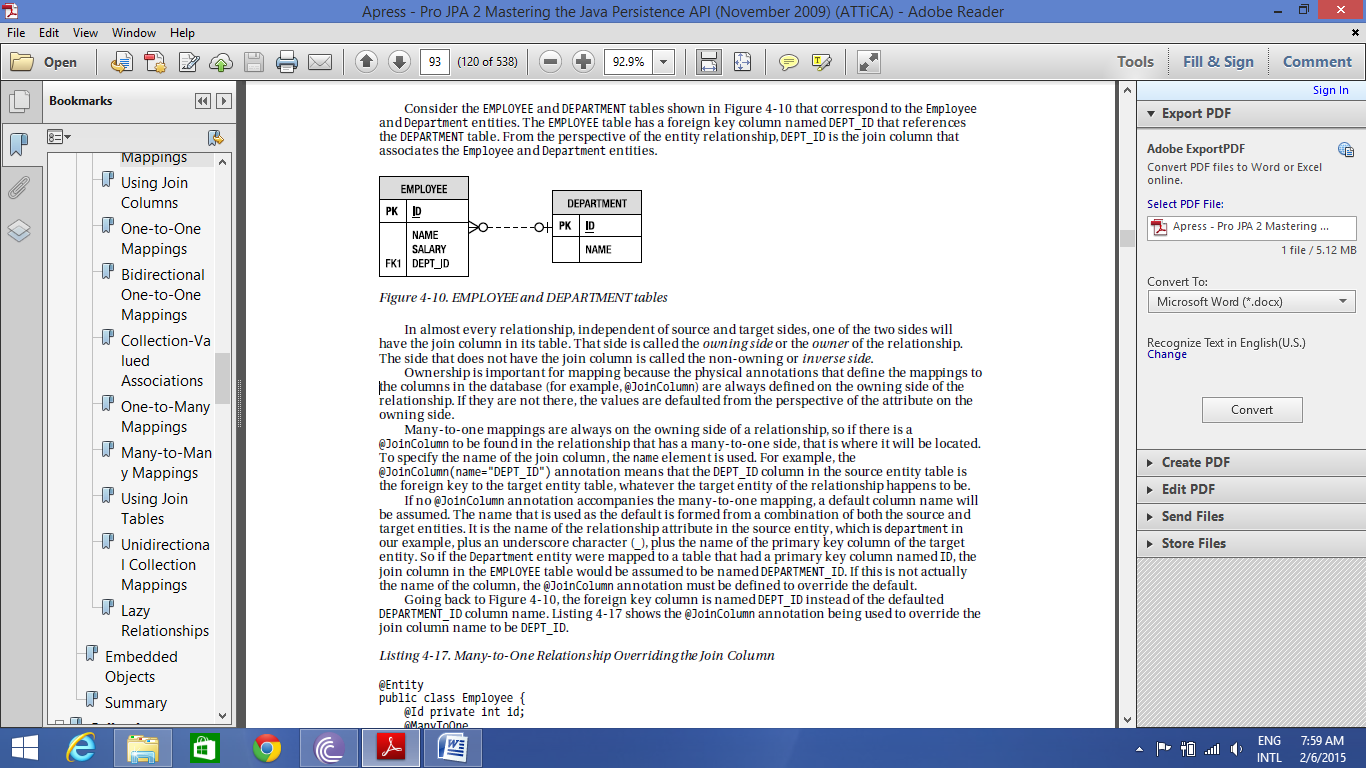 Apress - Pro JPA 2 Mastering the Java Persistence API (November 2009) (ATTiCA) - Adobe Reader
File Edit View Window Help
Open
93 (120 of 538)
92.9%
Tools
Fill & Sign
Comment
Bookmarks
Mappings
Using Join
Columns
One-to-One
Mappings
Bidirectional
One-to-One
Mappings
Collection-Va
lued
Associations
One-to-Many
Mappings
Many-to-Man
y Mappings
Using Join
Tables
Unidirectiona
l Collection
Mappings
Lazy
Relationships
Embedded
Objects
Summary
Consider the EMPLOYEE and DEPARTMENT tables shown in Figure 4-10 that correspond to the Employee
and Department entities. The EMPLOYEE table has a foreign key column named DEPT_ID that references
the DEPARTMENT table. From the perspective of the entity relationship, DEPT_ID is the join column that
associates the Employee and Department entities.
EMPLOYEE
PK ID
NAME
SALARY
FK1 DEPT_ID
DEPARTMENT
PK ID
NAME
Figure 4-10. EMPLOYEE and DEPARTMENT tables
In almost every relationship, independent of source and target sides, one of the two sides will
have the join column in its table. That side is called the owning side or the owner of the relationship.
The side that does not have the join column is called the non-owning or inverse side.
Ownership is important for mapping because the physical annotations that define the mappings to
the columns in the database (for example, @JoinColumn) are always defined on the owning side of the
relationship. If they are not there, the values are defaulted from the perspective of the attribute on the
owning side.
Many-to-one mappings are always on the owning side of a relationship, so if there is a
@JoinColumn to be found in the relationship that has a many-to-one side, that is where it will be located.
To specify the name of the join column, the name element is used. For example, the
@JoinColumn(name="DEPT_ID") annotation means that the DEPT_ID column in the source entity table is
the foreign key to the target entity table, whatever the target entity of the relationship happens to be.
If no @JoinColumn annotation accompanies the many-to-one mapping, a default column name will
be assumed. The name that is used as the default is formed from a combination of both the source and
target entities. It is the name of the relationship attribute in the source entity, which is department in
our example, plus an underscore character (_), plus the name of the primary key column of the target
entity. So if the Department entity were mapped to a table that had a primary key column named ID, the
join column in the EMPLOYEE table would be assumed to be named DEPARTMENT_ID. If this is not actually
the name of the column, the @JoinColumn annotation must be defined to override the default.
Going back to Figure 4-10, the foreign key column is named DEPT_ID instead of the defaulted
DEPARTMENT_ID column name. Listing 4-17 shows the @JoinColumn annotation being used to override the
join column name to be DEPT_ID.
Listing 4-17. Many-to-One Relationship Overriding the Join Column
@Entity
public class Employee {
@Id private int id;
@ManyToOne
Sign In
Export PDF
Adobe ExportPDF
Convert PDF files to Word or Excel
online.
Select PDF File:
Apress - Pro JPA 2 Mastering ...
1 file / 5.12 MB
Convert To:
Microsoft Word (*.docx)
Recognize Text in English(U.S.)
Change
Convert
Create PDF
Edit PDF
Send Files
Store Files
ENG
INTL
7:59 AM
2/6/2015